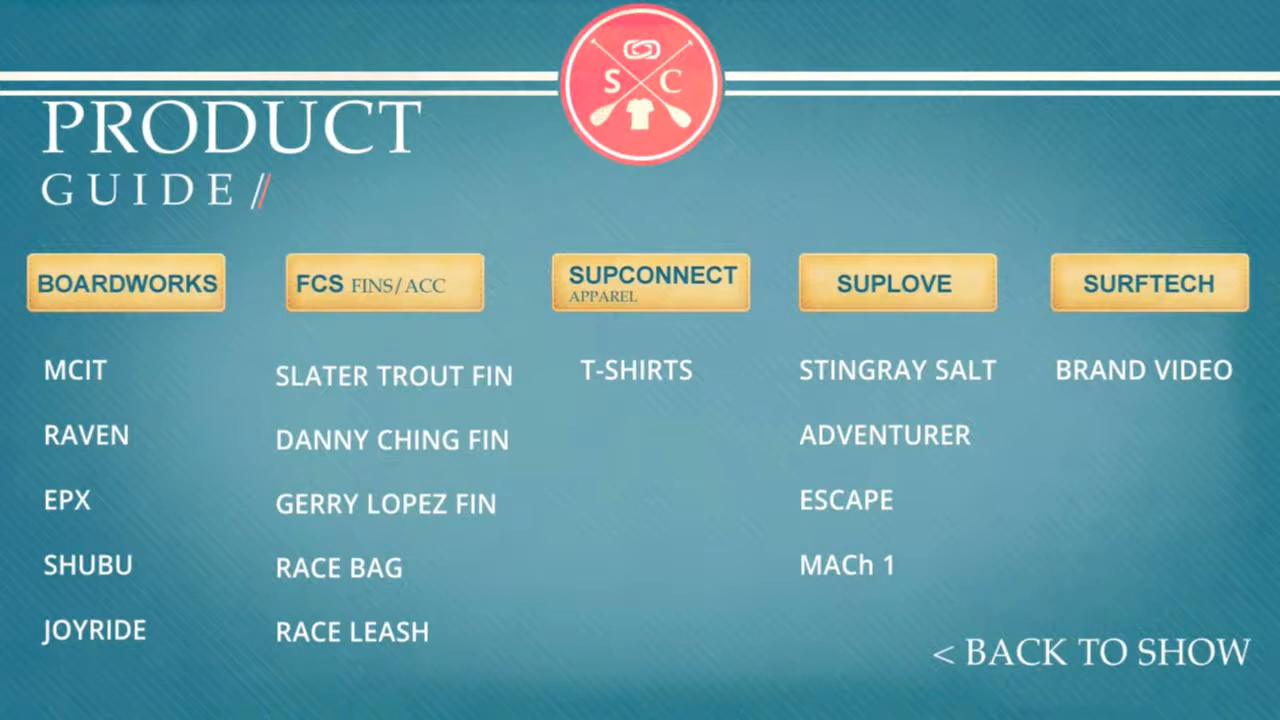 S C
PRODUCT
GUIDE //
BOARDWORKS
MCIT
RAVEN
EPX
SHUBU
JOYRIDE
FCS FINS/ACC
SLATER TROUT FIN
DANNY CHING FIN
GERRY LOPEZ FIN
RACE BAG
RACE LEASH
SUPCONNECT
APPAREL
T-SHIRTS
SUPLOVE
STINGRAY SALT
ADVENTURER
ESCAPE
MACh 1
SURFTECH
BRAND VIDEO
< BACK TO SHOW